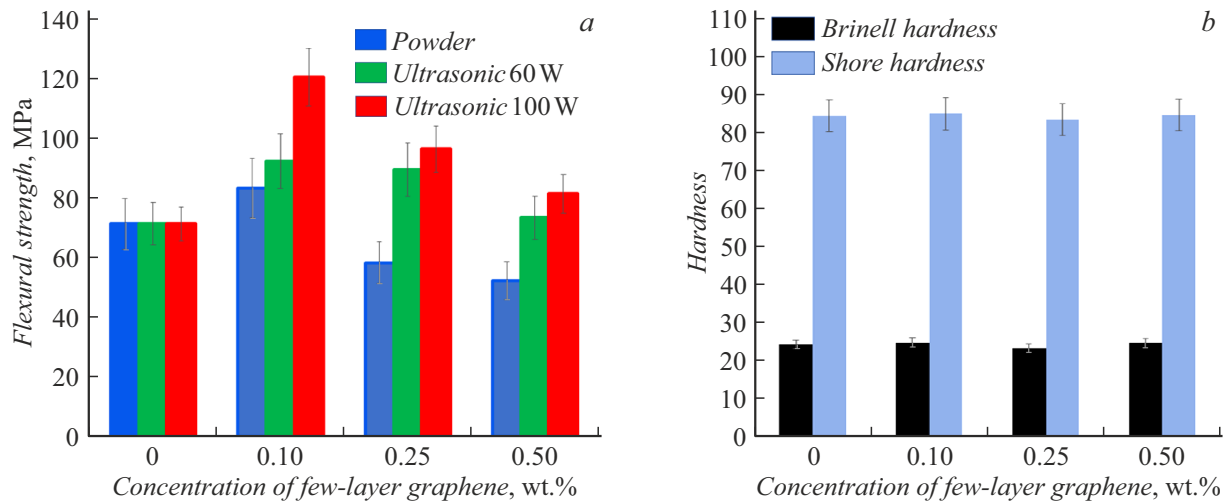 140
120
100
80
60
40
20
0
Flexural strength, MPa
a
Powder
Ultrasonic 60 W
Ultrasonic 100 W
0 0.10 0.25 0.50
Concentration of few-layer graphene, wt.%
110
100
90
80
70
60
50
40
30
20
10
0
Hardness
b
Brinell hardness
Shore hardness
0 0.10 0.25 0.50
Concentration of few-layer graphene, wt.%